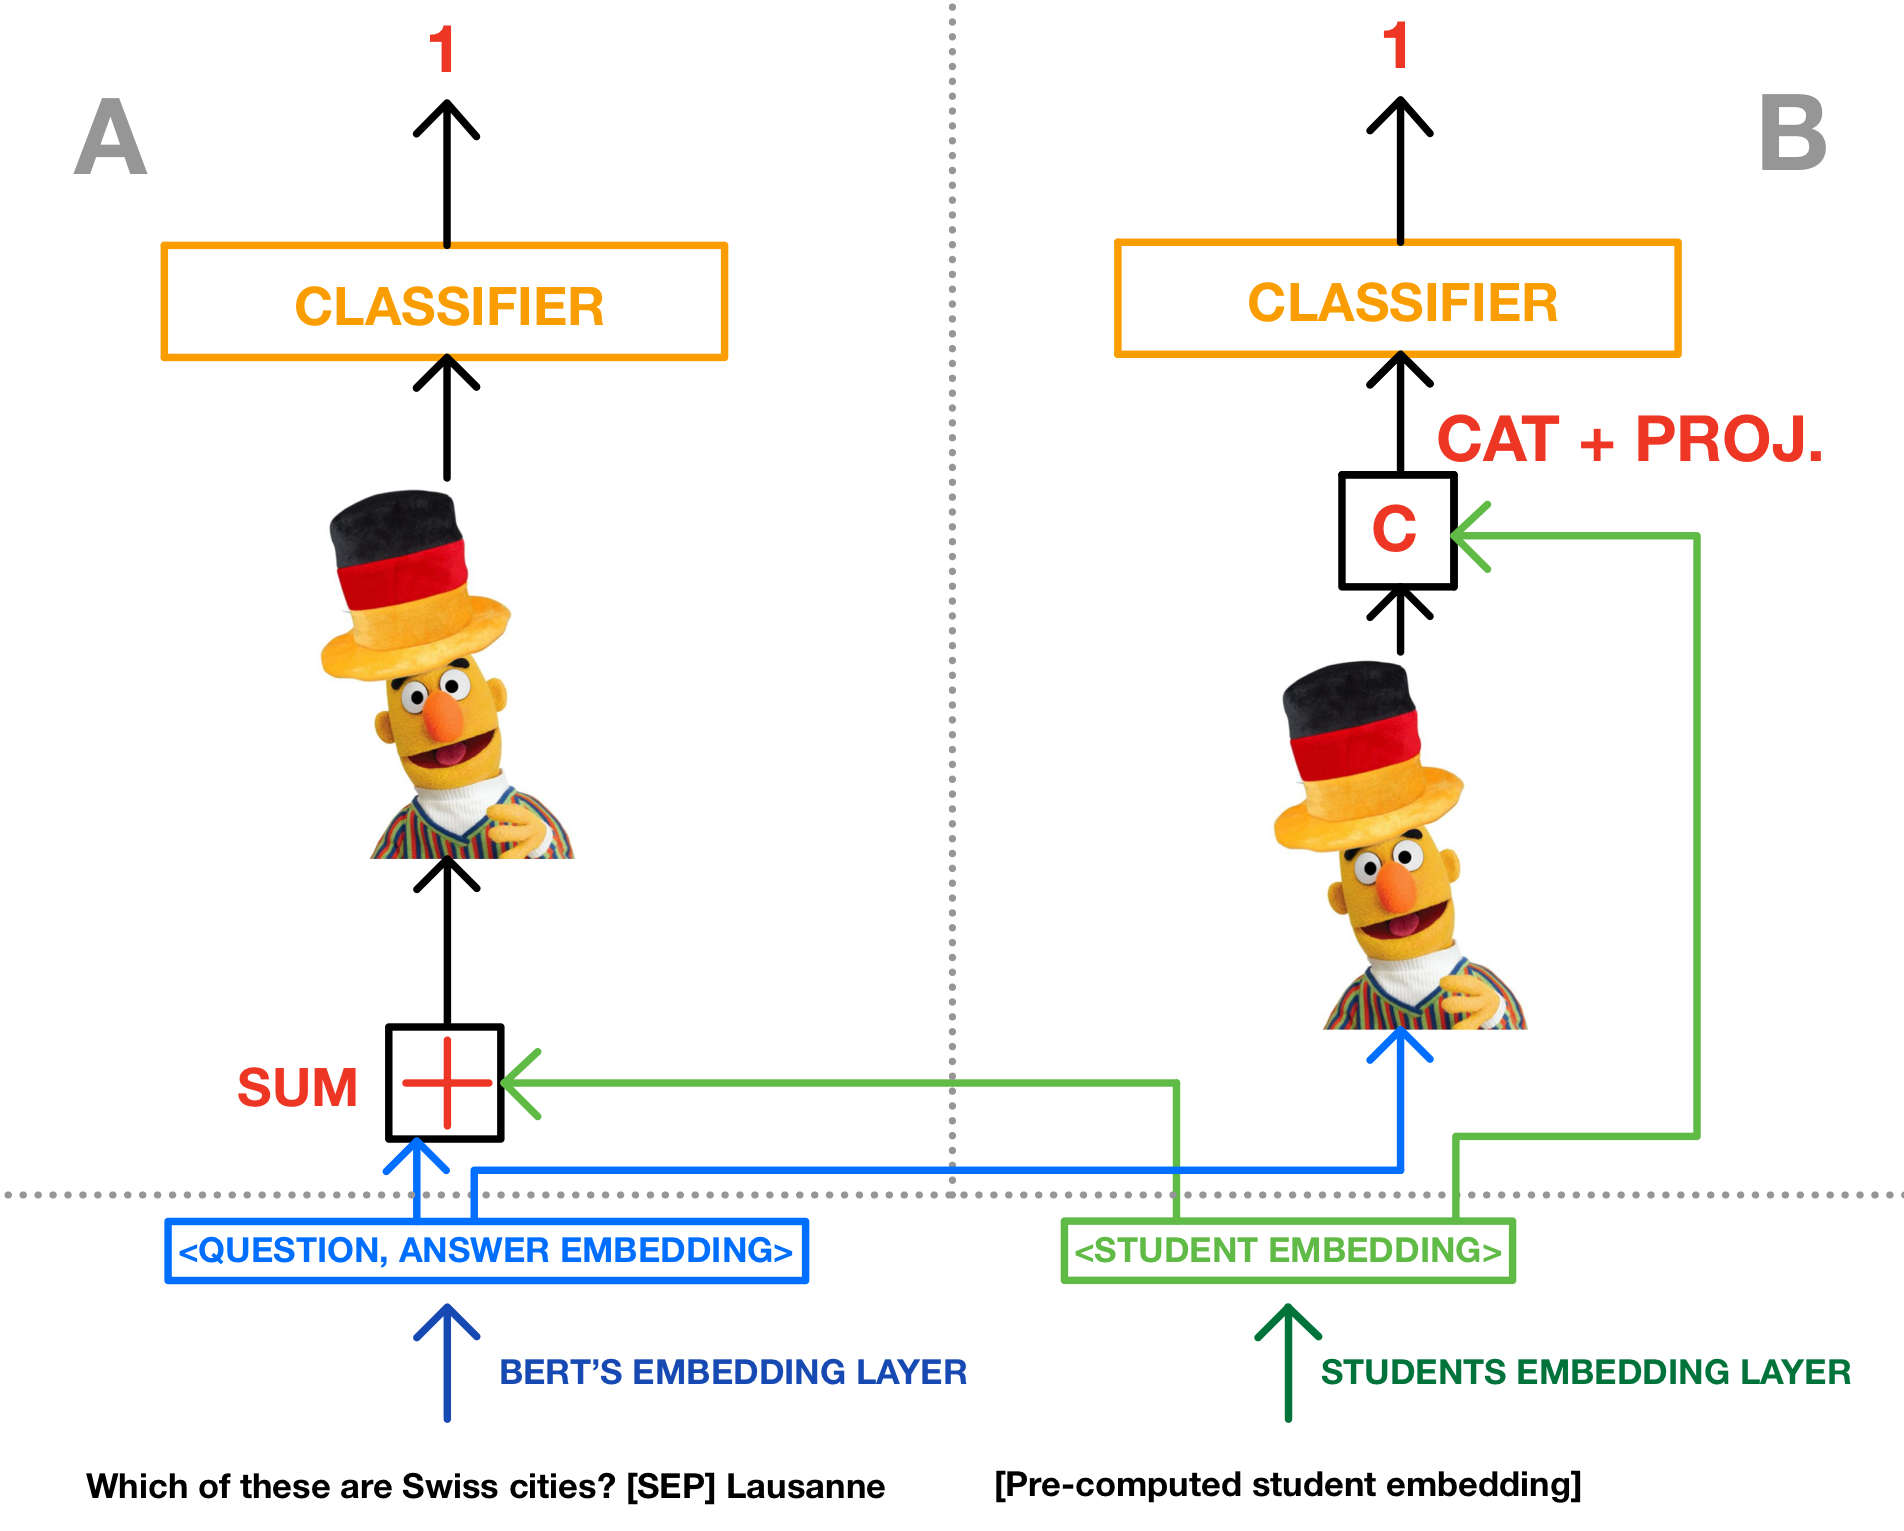 1
1
A
B
CLASSIFIER
CLASSIFIER
CAT + PROJ.
C
SUM
<QUESTION, ANSWER EMBEDDING>
<STUDENT EMBEDDING>
BERT’S EMBEDDING LAYER
STUDENTS EMBEDDING LAYER
Which of these are Swiss cities? [SEP] Lausanne
[Pre-computed student embedding]